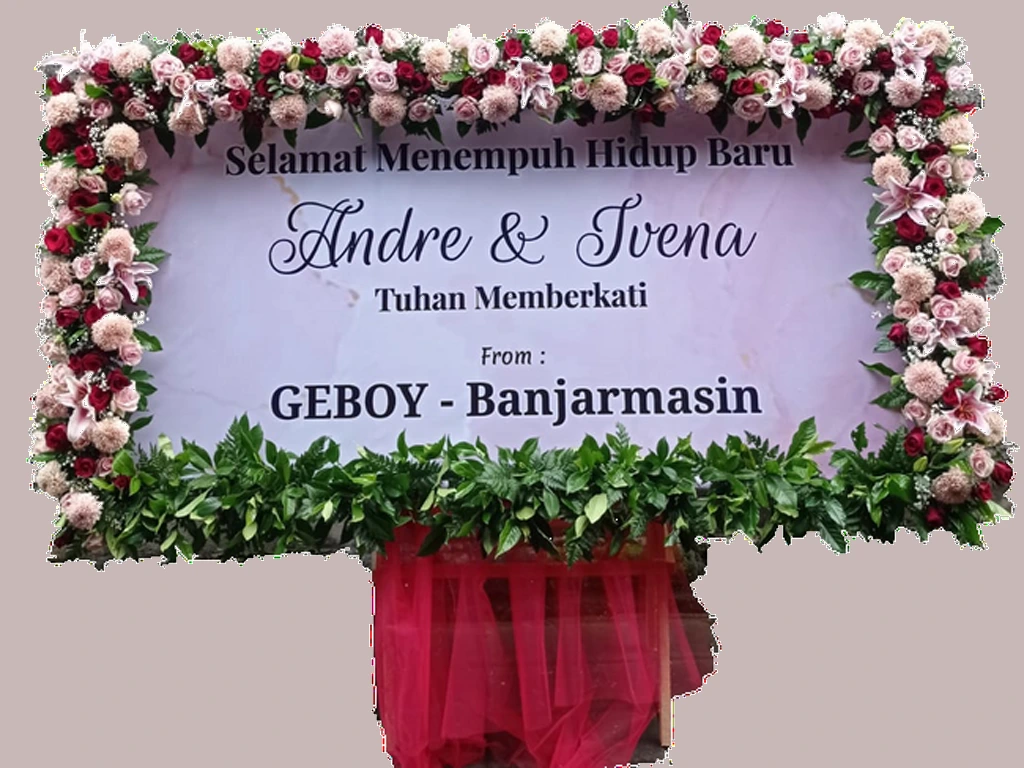 Selamat Menempuh Hidup Baru
Andre & Ivena
Tuhan Memberkati
From :
GEBOY - Banjarmasin